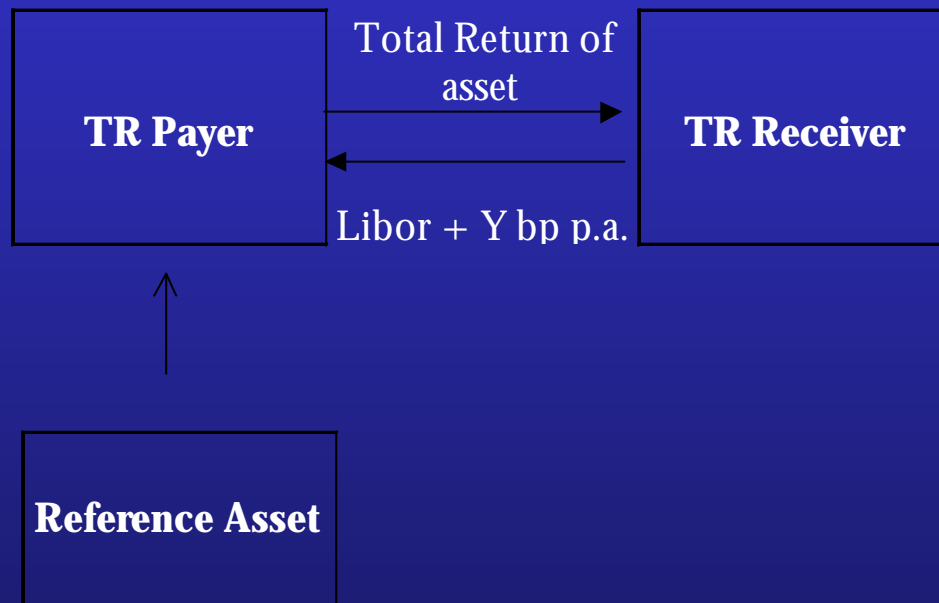 Total Return of
asset
TR Payer
TR Receiver
Libor + Y bp p.a.
Reference Asset